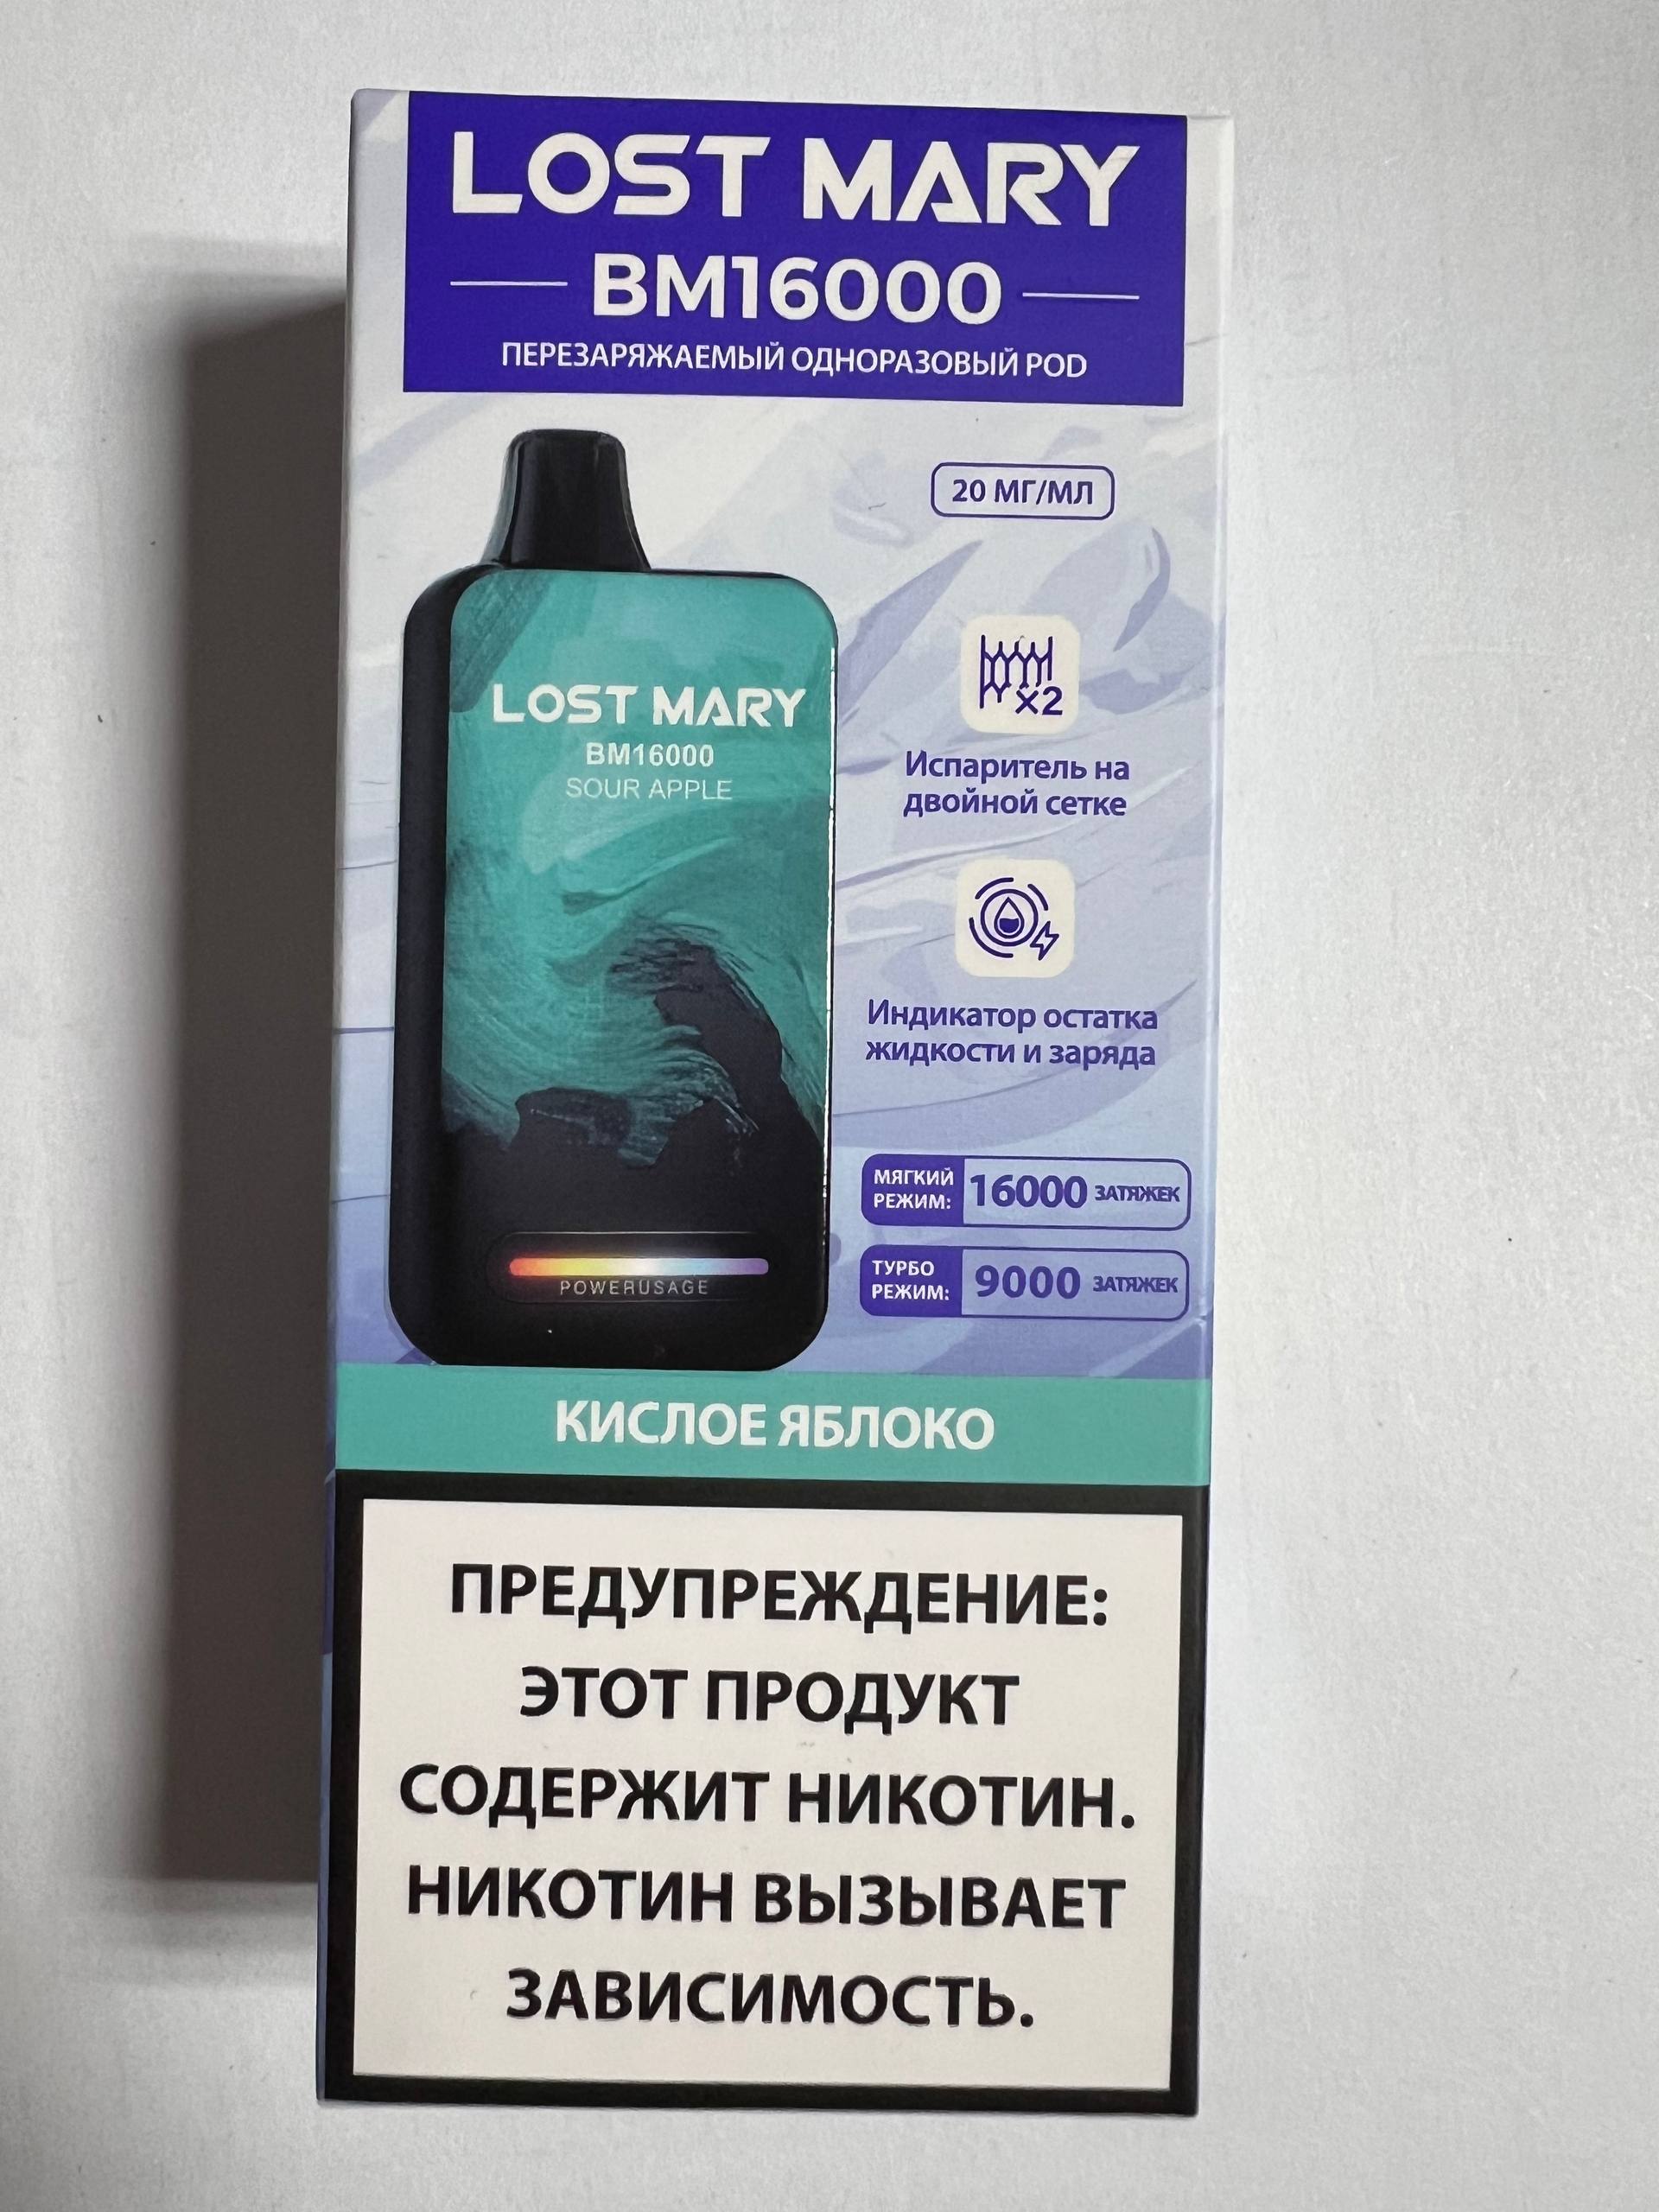 LOST MARY
BM16000
ПЕРЕЗАРЯЖАЕМЫЙ ОДНОРАЗОВЫЙ POD
20 МГ/МЛ
LOST MARY
BM16000
SOUR APPLE
x2
Испаритель на
двойной сетке
Индикатор остатка
жидкости и заряда
МЯГКИЙ
РЕЖИМ:
16000 ЗАТЯЖЕК
ТУРБО
РЕЖИМ:
9000 ЗАТЯЖЕК
POWERUSAGE
КИСЛОЕ ЯБЛОКО
ПРЕДУПРЕЖДЕНИЕ:
ЭТОТ ПРОДУКТ
СОДЕРЖИТ НИКОТИН.
НИКОТИН ВЫЗЫВАЕТ
ЗАВИСИМОСТЬ.